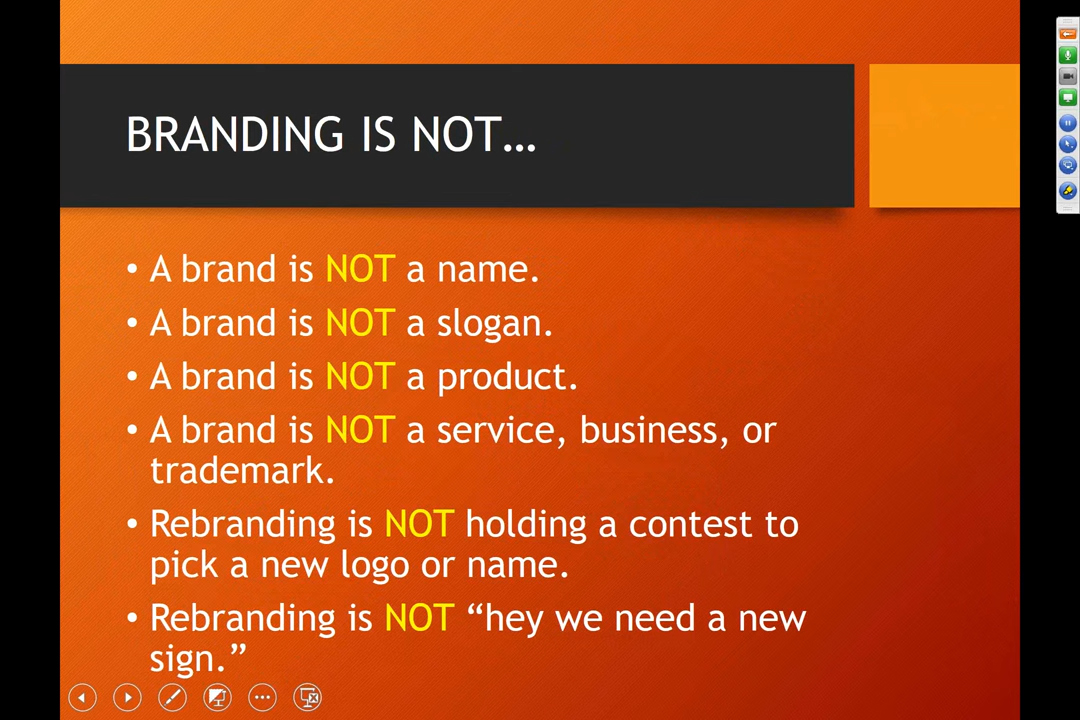 BRANDING IS NOT…
• A brand is NOT a name.
• A brand is NOT a slogan.
• A brand is NOT a product.
• A brand is NOT a service, business, or
trademark.
• Rebranding is NOT holding a contest to
pick a new logo or name.
• Rebranding is NOT “hey we need a new
sign.”